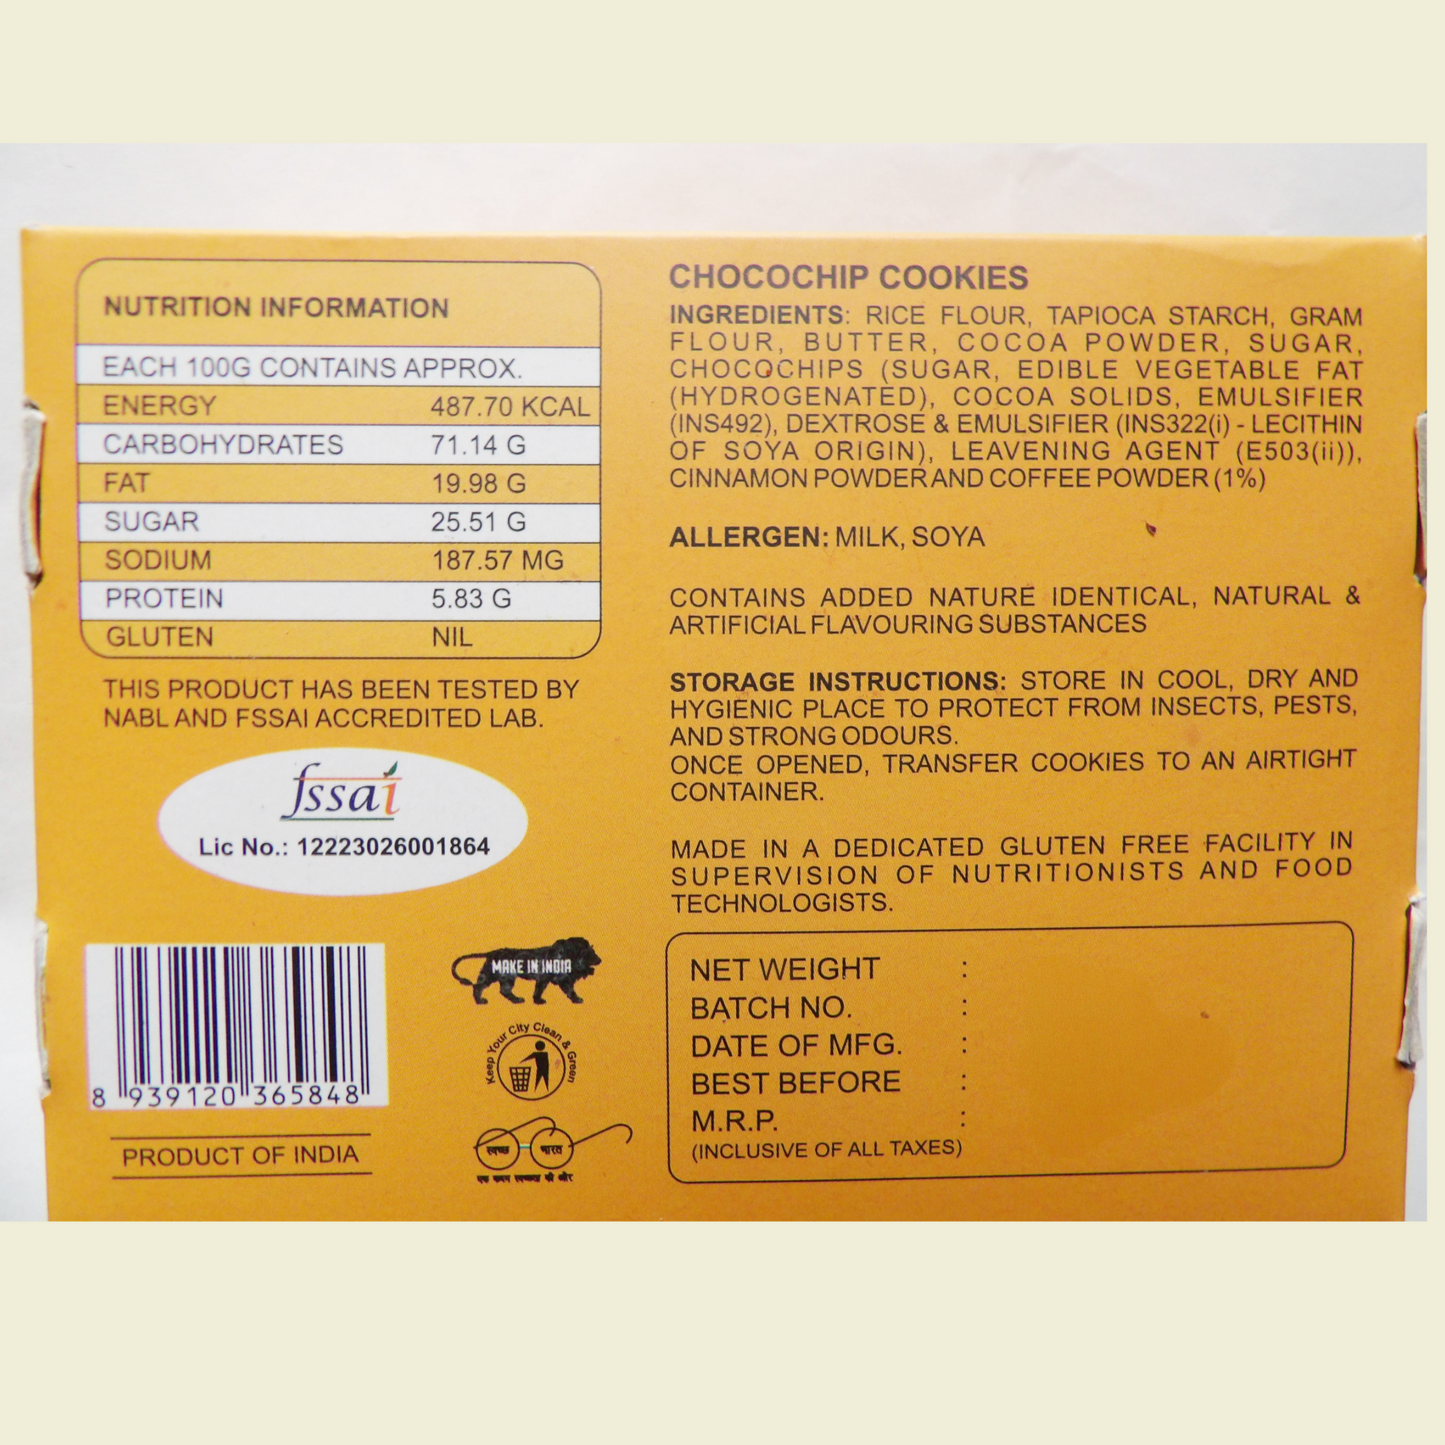 NUTRITION INFORMATION
EACH 100G CONTAINS APPROX.
ENERGY 487.70 KCAL
CARBOHYDRATES 71.14 G
FAT 19.98 G
SUGAR 25.51 G
SODIUM 187.57 MG
PROTEIN 5.83 G
GLUTEN NIL
THIS PRODUCT HAS BEEN TESTED BY
NABL AND FSSAI ACCREDITED LAB.
fssai
Lic No.: 12223026001864
8 939120 365848
PRODUCT OF INDIA
MAKE IN INDIA
Keep Your City Clean & Green
स्वच्छ भारत
एक कदम स्वच्छता की ओर
CHOCOCHIP COOKIES
INGREDIENTS: RICE FLOUR, TAPIOCA STARCH, GRAM
FLOUR, BUTTER, COCOA POWDER, SUGAR,
CHOCOCHIPS (SUGAR, EDIBLE VEGETABLE FAT
(HYDROGENATED), COCOA SOLIDS, EMULSIFIER
(INS492), DEXTROSE & EMULSIFIER (INS322(i) - LECITHIN
OF SOYA ORIGIN), LEAVENING AGENT (E503(ii)),
CINNAMON POWDER AND COFFEE POWDER (1%)
ALLERGEN: MILK, SOYA
CONTAINS ADDED NATURE IDENTICAL, NATURAL &
ARTIFICIAL FLAVOURING SUBSTANCES
STORAGE INSTRUCTIONS: STORE IN COOL, DRY AND
HYGIENIC PLACE TO PROTECT FROM INSECTS, PESTS,
AND STRONG ODOURS.
ONCE OPENED, TRANSFER COOKIES TO AN AIRTIGHT
CONTAINER.
MADE IN A DEDICATED GLUTEN FREE FACILITY IN
SUPERVISION OF NUTRITIONISTS AND FOOD
TECHNOLOGISTS.
NET WEIGHT :
BATCH NO. :
DATE OF MFG. :
BEST BEFORE :
M.R.P. :
(INCLUSIVE OF ALL TAXES)